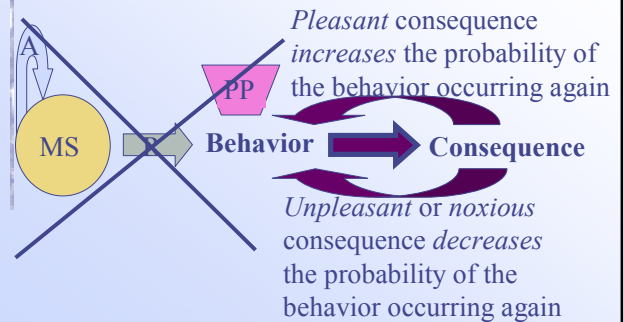 Pleasant consequence
increases the probability of
the behavior occurring again
A
PP
MS
Behavior
Consequence
Unpleasant or noxious
consequence decreases
the probability of the
behavior occurring again